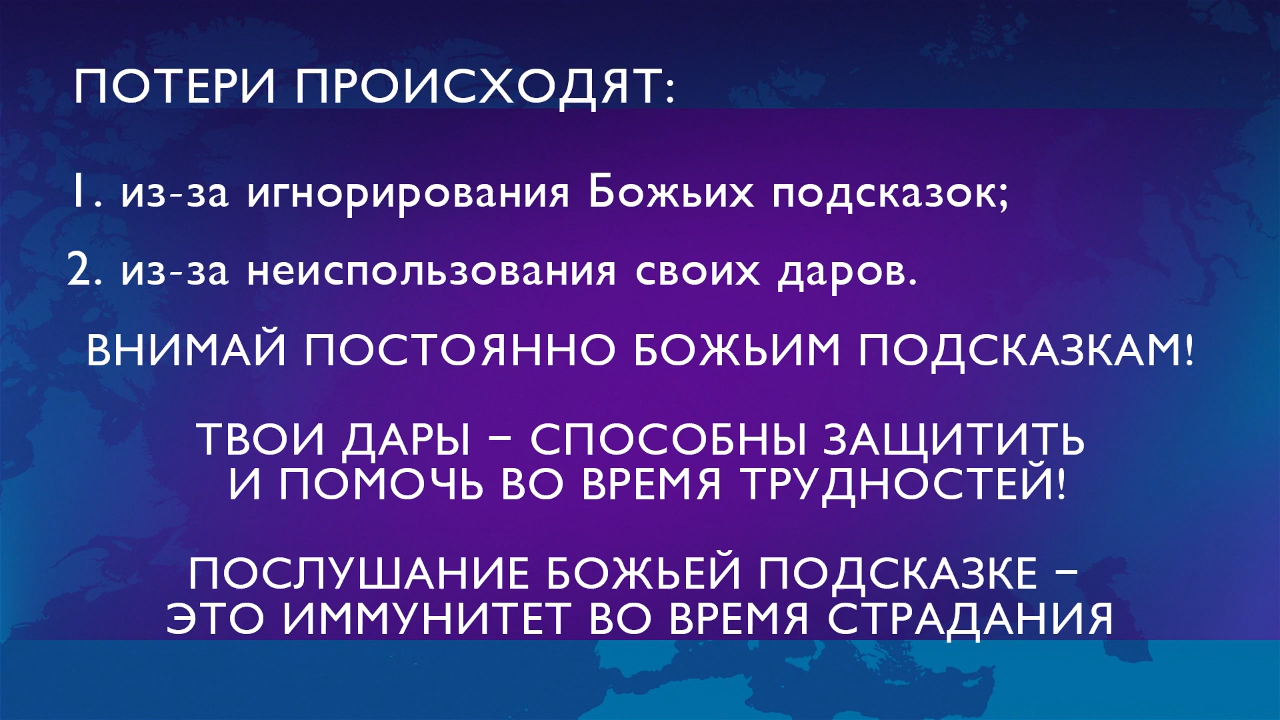 ПОТЕРИ ПРОИСХОДЯТ:
1. из-за игнорирования Божьих подсказок;
2. из-за неиспользования своих даров.
ВНИМАЙ ПОСТОЯННО БОЖЬИМ ПОДСКАЗКАМ!
ТВОИ ДАРЫ – СПОСОБНЫ ЗАЩИТИТЬ
И ПОМОЧЬ ВО ВРЕМЯ ТРУДНОСТЕЙ!
ПОСЛУШАНИЕ БОЖЬЕЙ ПОДСКАЗКЕ –
ЭТО ИММУНИТЕТ ВО ВРЕМЯ СТРАДАНИЯ